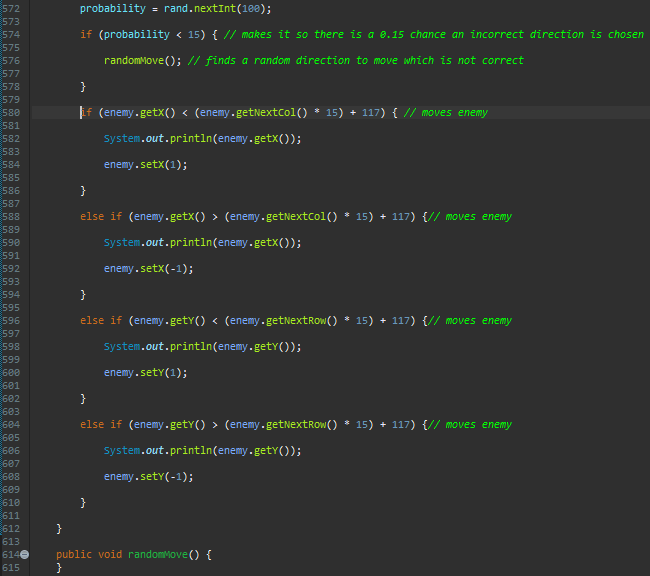 572 probability = rand.nextInt(100);
573
574 if (probability < 15) { // makes it so there is a 0.15 chance an incorrect direction is chosen
575
576 randomMove(); // finds a random direction to move which is not correct
577
578 }
579
580 if (enemy.getX() < (enemy.getNextCol() * 15) + 117) { // moves enemy
581
582 System.out.println(enemy.getX());
583
584 enemy.setX(1);
585
586 }
587
588 else if (enemy.getX() > (enemy.getNextCol() * 15) + 117) {// moves enemy
589
590 System.out.println(enemy.getX());
591
592 enemy.setX(-1);
593
594 }
595
596 else if (enemy.getY() < (enemy.getNextRow() * 15) + 117) {// moves enemy
597
598 System.out.println(enemy.getY());
599
600 enemy.setY(1);
601
602 }
603
604 else if (enemy.getY() > (enemy.getNextRow() * 15) + 117) {// moves enemy
605
606 System.out.println(enemy.getY());
607
608 enemy.setY(-1);
609
610 }
611
612 }
613
614 public void randomMove() {
615 }